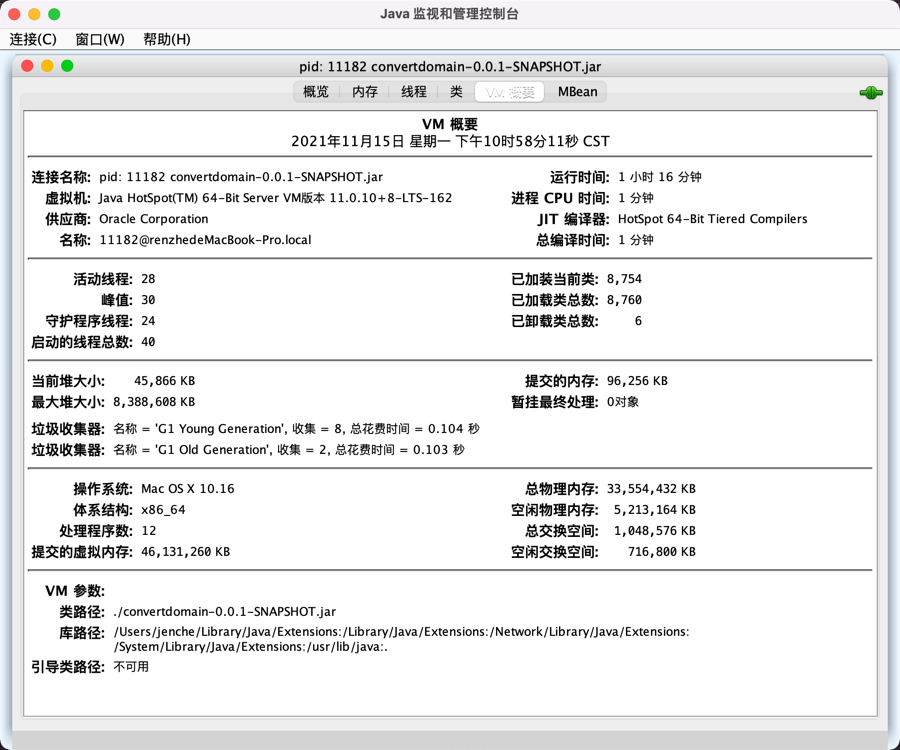 Java 监视和管理控制台
连接(C) 窗口(W) 帮助(H)
pid: 11182 convertdomain-0.0.1-SNAPSHOT.jar
概览 内存 线程 类 VM 概要 MBean
VM 概要
2021年11月15日 星期一 下午10时58分11秒 CST
连接名称: pid: 11182 convertdomain-0.0.1-SNAPSHOT.jar 运行时间: 1 小时 16 分钟
虚拟机: Java HotSpot(TM) 64-Bit Server VM版本 11.0.10+8-LTS-162 进程 CPU 时间: 1 分钟
供应商: Oracle Corporation JIT 编译器: HotSpot 64-Bit Tiered Compilers
名称: 11182@renzhedeMacBook-Pro.local 总编译时间: 1 分钟
活动线程: 28 已加装当前类: 8,754
峰值: 30 已加载类总数: 8,760
守护程序线程: 24 已卸载类总数: 6
启动的线程总数: 40
当前堆大小: 45,866 KB 提交的内存: 96,256 KB
最大堆大小: 8,388,608 KB 暂挂最终处理: 0对象
垃圾收集器: 名称 = 'G1 Young Generation', 收集 = 8, 总花费时间 = 0.104 秒
垃圾收集器: 名称 = 'G1 Old Generation', 收集 = 2, 总花费时间 = 0.103 秒
操作系统: Mac OS X 10.16 总物理内存: 33,554,432 KB
体系结构: x86_64 空闲物理内存: 5,213,164 KB
处理程序数: 12 总交换空间: 1,048,576 KB
提交的虚拟内存: 46,131,260 KB 空闲交换空间: 716,800 KB
VM 参数:
类路径: ./convertdomain-0.0.1-SNAPSHOT.jar
库路径: /Users/jenche/Library/Java/Extensions:/Library/Java/Extensions:/Network/Library/Java/Extensions:
/System/Library/Java/Extensions:/usr/lib/java:.
引导类路径: 不可用